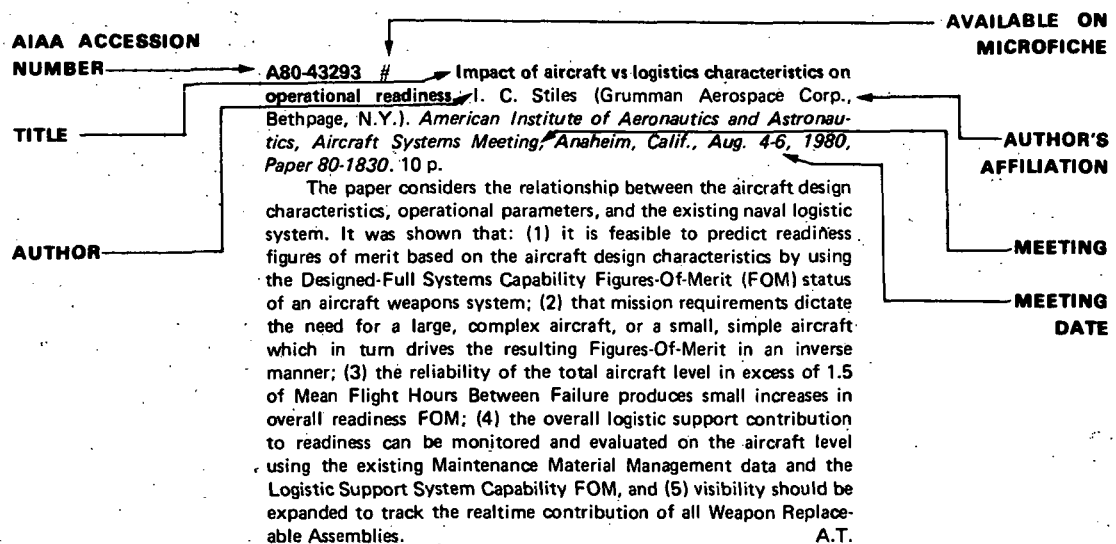 AIAA ACCESSION
NUMBER
AVAILABLE ON
MICROFICHE
A80-43293 # Impact of aircraft vs logistics characteristics on
operational readiness. I. C. Stiles (Grumman Aerospace Corp.,
Bethpage, N.Y.). American Institute of Aeronautics and Astronau-
tics, Aircraft Systems Meeting, Anaheim, Calif., Aug. 4-6, 1980,
Paper 80-1830. 10 p.
TITLE
AUTHOR'S
AFFILIATION
The paper considers the relationship between the aircraft design
characteristics, operational parameters, and the existing naval logistic
system. It was shown that: (1) it is feasible to predict readiness
figures of merit based on the aircraft design characteristics by using
the Designed-Full Systems Capability Figures-Of-Merit (FOM) status
of an aircraft weapons system; (2) that mission requirements dictate
the need for a large, complex aircraft, or a small, simple aircraft
which in turn drives the resulting Figures-Of-Merit in an inverse
manner; (3) the reliability of the total aircraft level in excess of 1.5
of Mean Flight Hours Between Failure produces small increases in
overall readiness FOM; (4) the overall logistic support contribution
to readiness can be monitored and evaluated on the aircraft level
using the existing Maintenance Material Management data and the
Logistic Support System Capability FOM, and (5) visibility should be
expanded to track the realtime contribution of all Weapon Replace-
able Assemblies. A.T.
AUTHOR
MEETING
MEETING
DATE